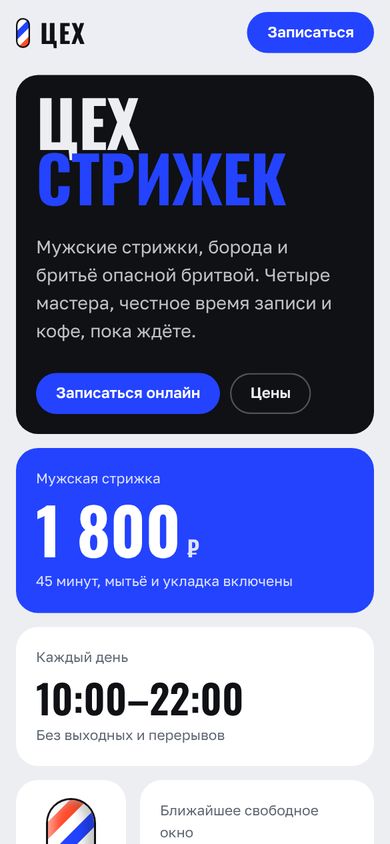 ЦЕХ
Записаться
ЦЕХ
СТРИЖЕК
Мужские стрижки, борода и
бритьё опасной бритвой. Четыре
мастера, честное время записи и
кофе, пока ждёте.
Записаться онлайн
Цены
Мужская стрижка
1 800 ₽
45 минут, мытьё и укладка включены
Каждый день
10:00–22:00
Без выходных и перерывов
Ближайшее свободное
окно